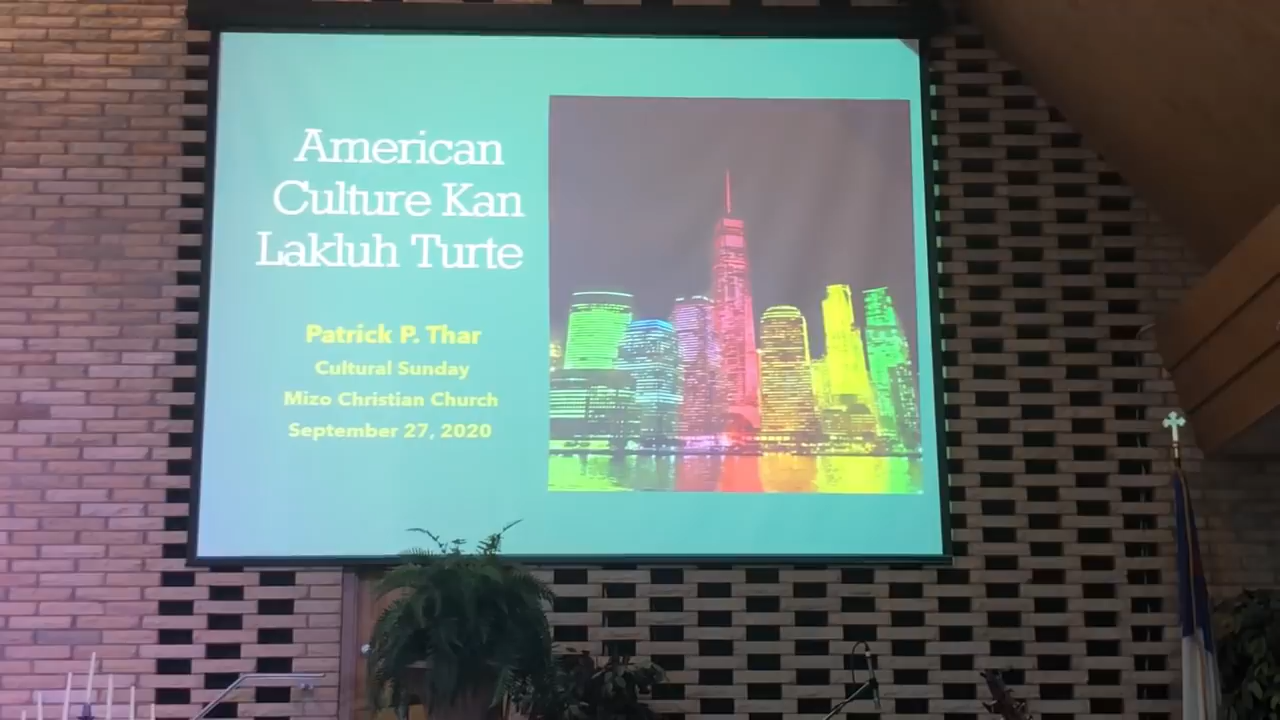 American
Culture Kan
Lakluh Turte
Patrick P. Thar
Cultural Sunday
Mizo Christian Church
September 27, 2020